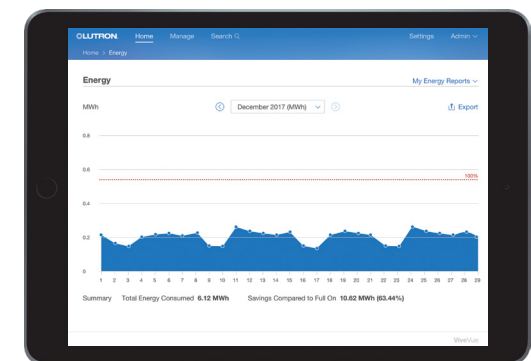 LUTRON. Home Manage Search Settings Admin
Home > Energy
Energy My Energy Reports
MWh December 2017 (MWh) Export
0.8
0.6
100%
0.4
0.2
0
1 2 3 4 5 6 7 8 9 10 11 12 13 14 15 16 17 18 19 20 21 22 23 24 25 26 27 28 29
Summary Total Energy Consumed 6.12 MWh Savings Compared to Full On 10.62 MWh (63.44%)
ViveVue